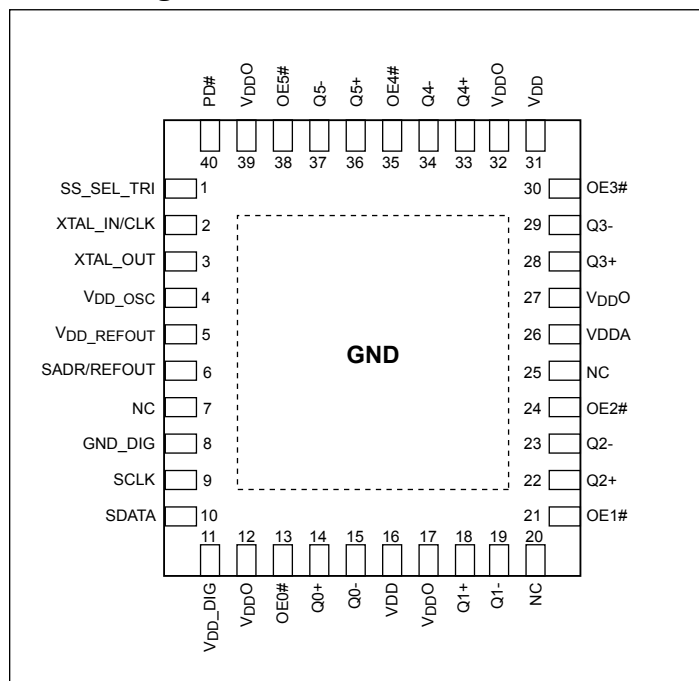 PD#
VDDO
OE5#
Q5-
Q5+
OE4#
Q4-
Q4+
VDDO
VDD
40 39 38 37 36 35 34 33 32 31
SS_SEL_TRI 1
XTAL_IN/CLK 2
XTAL_OUT 3
VDD_OSC 4
VDD_REFOUT 5
SADR/REFOUT 6
NC 7
GND_DIG 8
SCLK 9
SDATA 10
GND
30 OE3#
29 Q3-
28 Q3+
27 VDDO
26 VDDA
25 NC
24 OE2#
23 Q2-
22 Q2+
21 OE1#
11 12 13 14 15 16 17 18 19 20
VDD_DIG
VDDO
OE0#
Q0+
Q0-
VDD
VDDO
Q1+
Q1-
NC